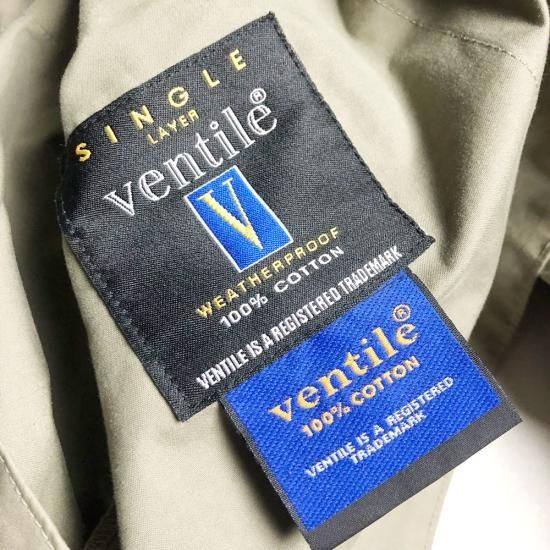 SINGLE
LAYER
ventile®
V
WEATHERPROOF
100% COTTON
VENTILE IS A REGISTERED TRADEMARK
ventile®
100% COTTON
VENTILE IS A REGISTERED
TRADEMARK